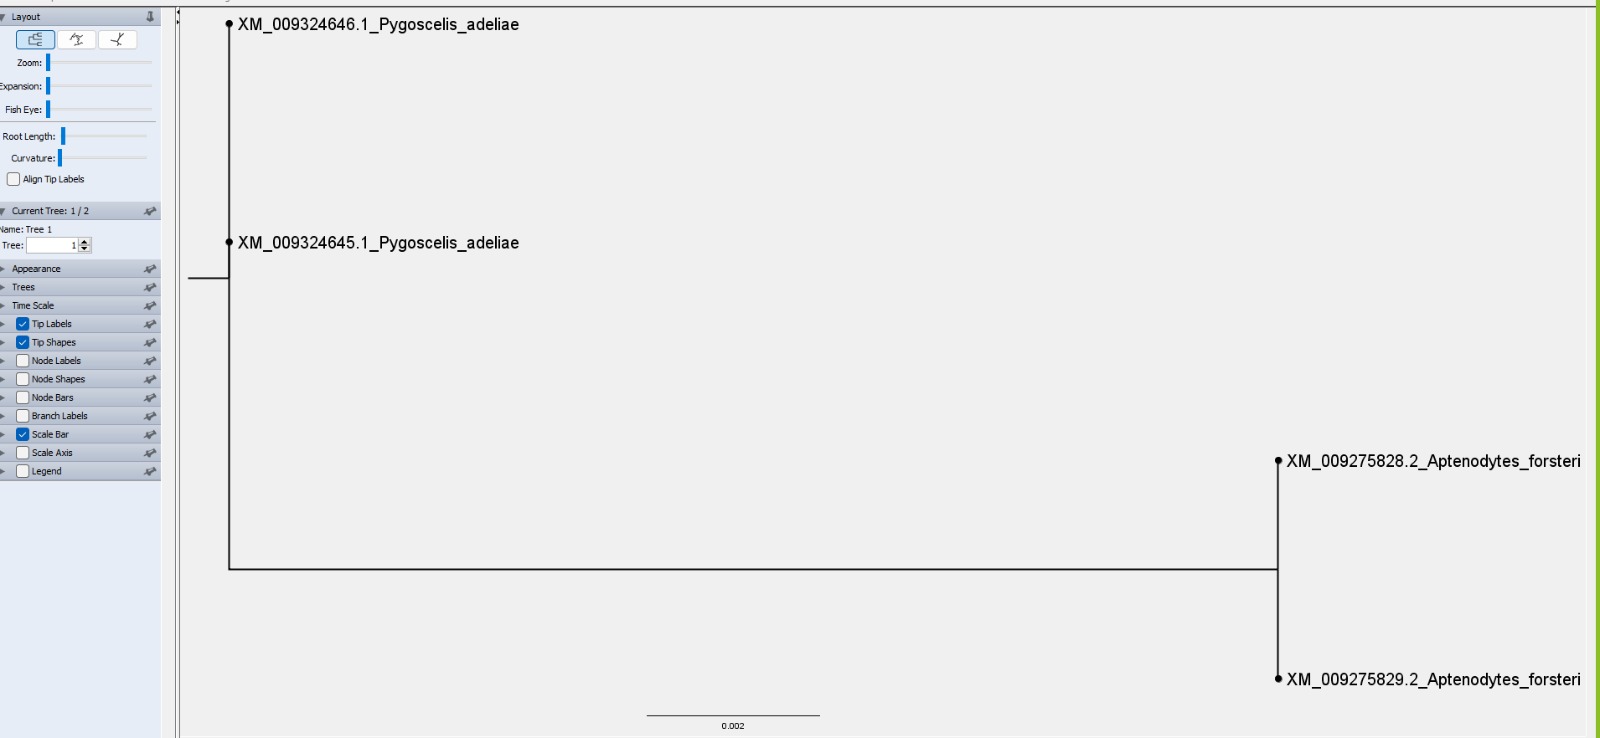 Layout
Zoom:
Expansion:
Fish Eye:
Root Length:
Curvature:
Align Tip Labels
Current Tree: 1 / 2
Name: Tree 1
Tree: 1
Appearance
Trees
Time Scale
Tip Labels
Tip Shapes
Node Labels
Node Shapes
Node Bars
Branch Labels
Scale Bar
Scale Axis
Legend
XM_009324646.1_Pygoscelis_adeliae
XM_009324645.1_Pygoscelis_adeliae
XM_009275828.2_Aptenodytes_forsteri
XM_009275829.2_Aptenodytes_forsteri
0.002